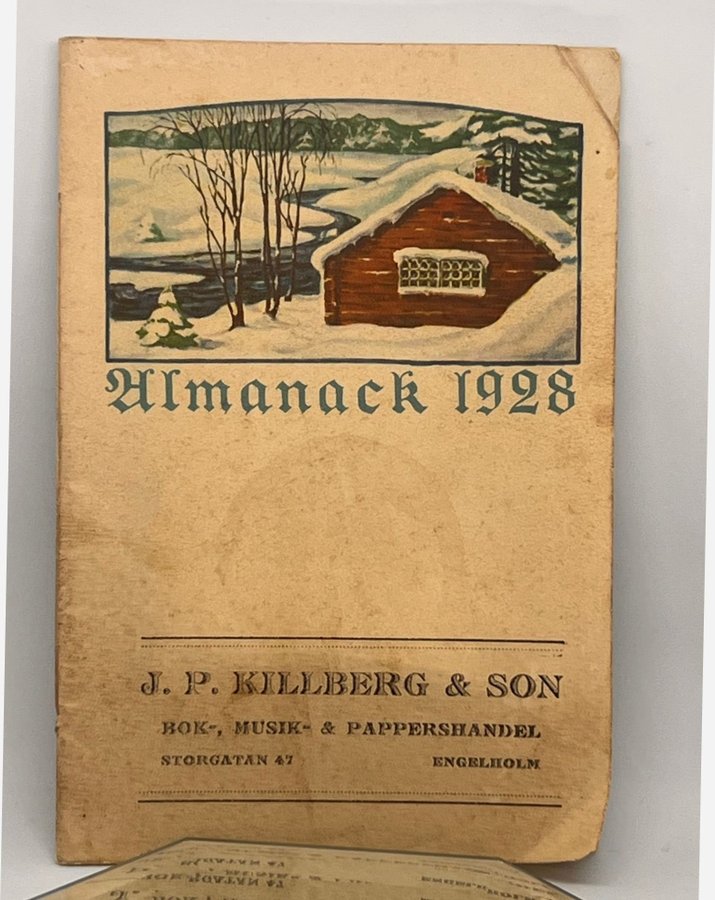 Almanack 1928
J. P. KILLBERG & SON
BOK-, MUSIK- & PAPPERSHANDEL
STORGATAN 47 ENGELHOLM